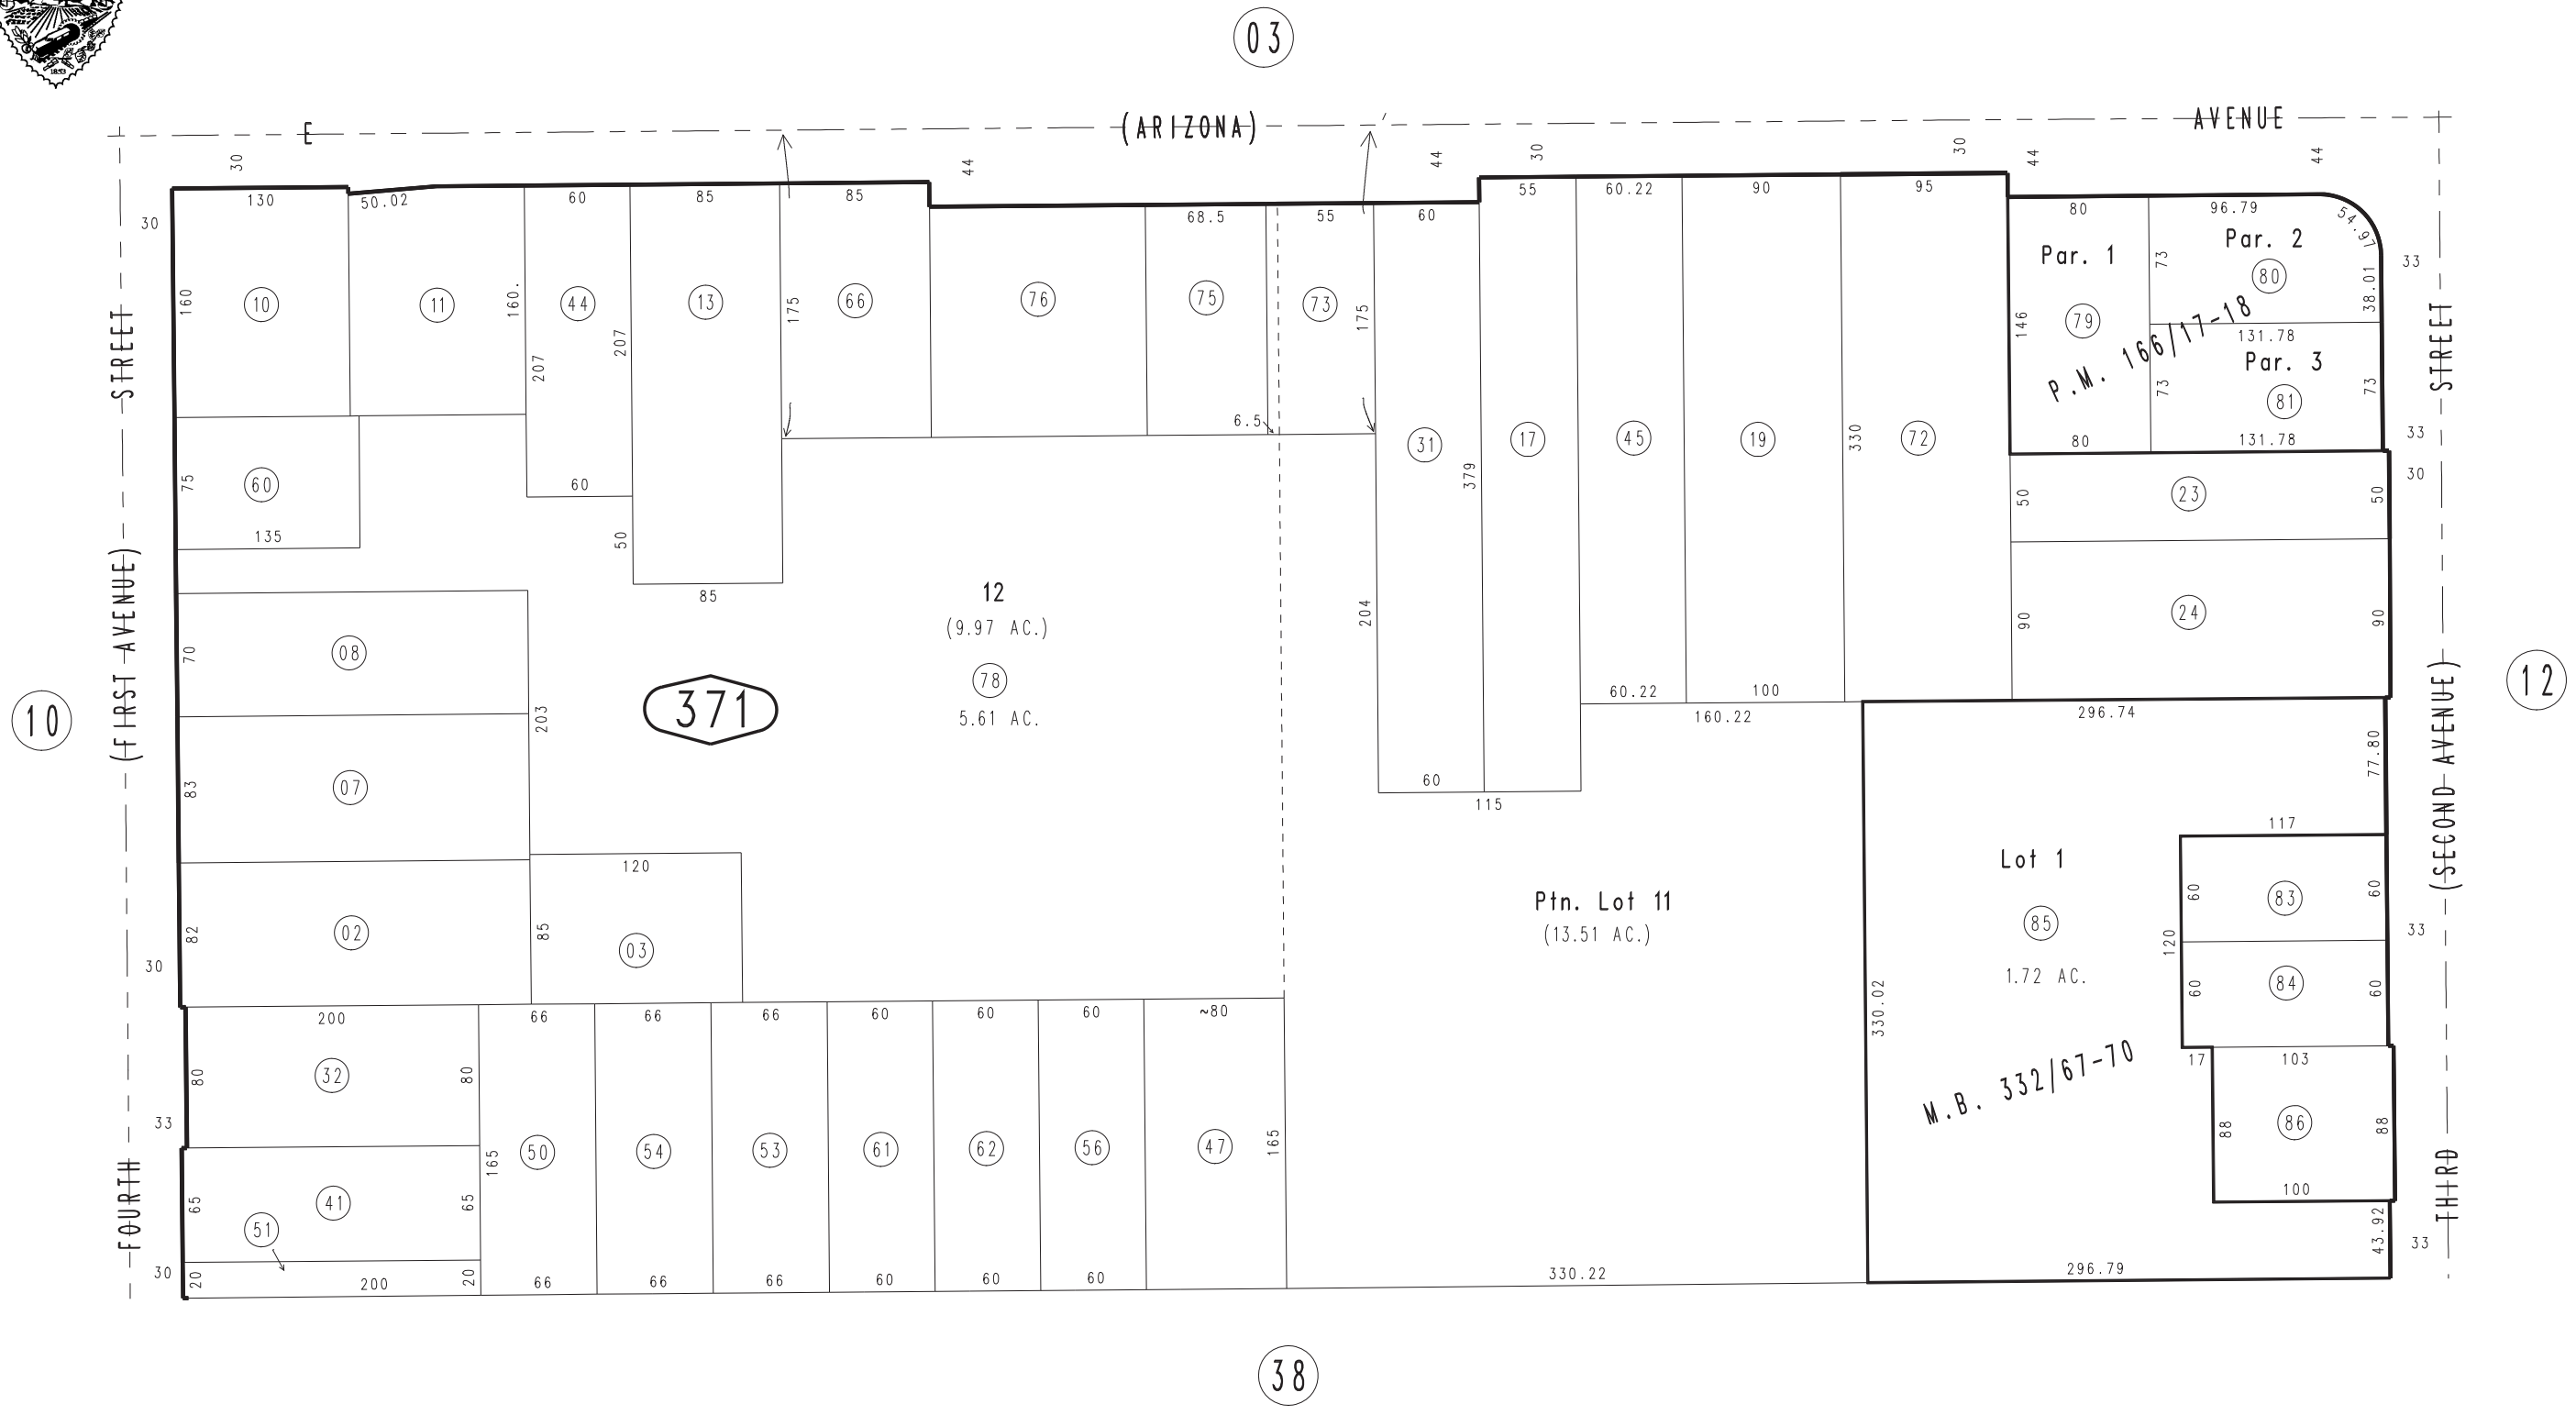 1853
03
E (ARIZONA) AVENUE
30 44 44 30 30 44 44
130 50.02 60 85 85 68.5 55 60 55 60.22 90 95 80 96.79 54.97
30 33
Par. 1 Par. 2
73 80 38.01
160 10 11 160. 44 207 207 13 175 66 76 75 73 175 146 79
P.M. 166/17-18
131.78
Par. 3
73 81 73
6.5
31 379 17 45 19 330 72
80 131.78
33
30
75 60 60
135 50
50 23 50
85
12
(9.97 AC.)
78
5.61 AC.
204
90 24 90
70 08
203
371
10 12
60.22 100
160.22
296.74
77.80
83 07
60
115
117
120
82 02 85 03
30
Ptn. Lot 11
(13.51 AC.)
Lot 1
85
1.72 AC.
60 83 60
120
60 84 60
33
330.02
M.B. 332/67-70
17 103
88 86 88
100
43.92
33
296.79
330.22
200 66 66 66 60 60 60 ~80
80 32 80
33
165 50 54 53 61 62 56 47 165
65 41 65
51
30 20 200 20 66 66 66 60 60 60
38
FOURTH (FIRST AVENUE) STREET
THIRD (SECOND AVENUE) STREET